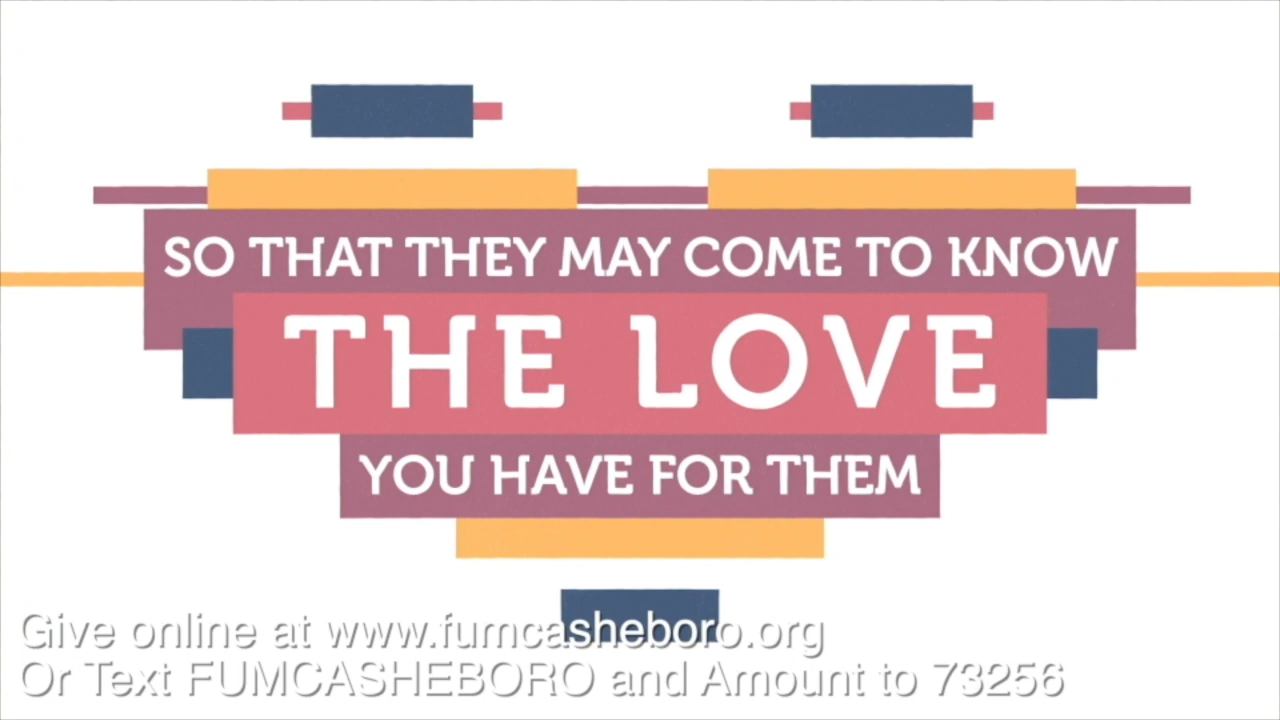 SO THAT THEY MAY COME TO KNOW
THE LOVE
YOU HAVE FOR THEM
Give online at www.fumcasheboro.org
Or Text FUMCASHEBORO and Amount to 73256